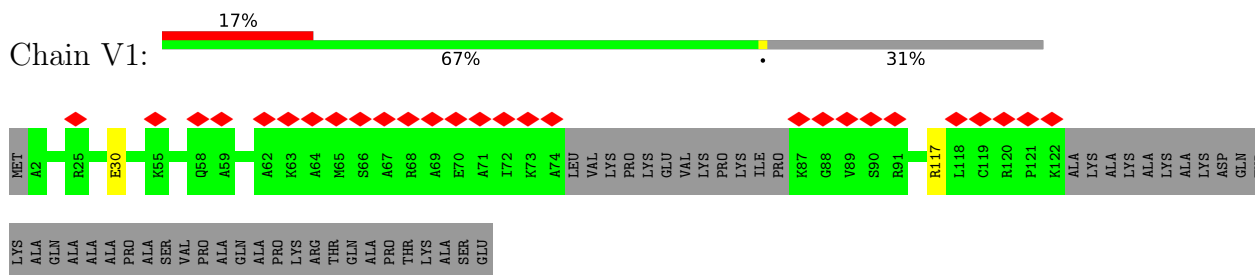 17%
Chain V1:
67% • 31%
MET A2 R25 E30 K55 Q58 A59 A62 K63 A64 M65 S66 A67 R68 A69 E70 A71 I72 K73 A74 LEU VAL LYS PRO LYS GLU VAL LYS PRO LYS ILE PRO K87 G88 V89 S90 R91 R117 L118 C119 R120 P121 K122 ALA LYS ALA LYS ALA LYS ALA LYS ASP GLN
LYS ALA GLN ALA ALA ALA PRO ALA SER VAL PRO ALA GLN ALA PRO LYS ARG THR GLN ALA PRO THR LYS ALA SER GLU